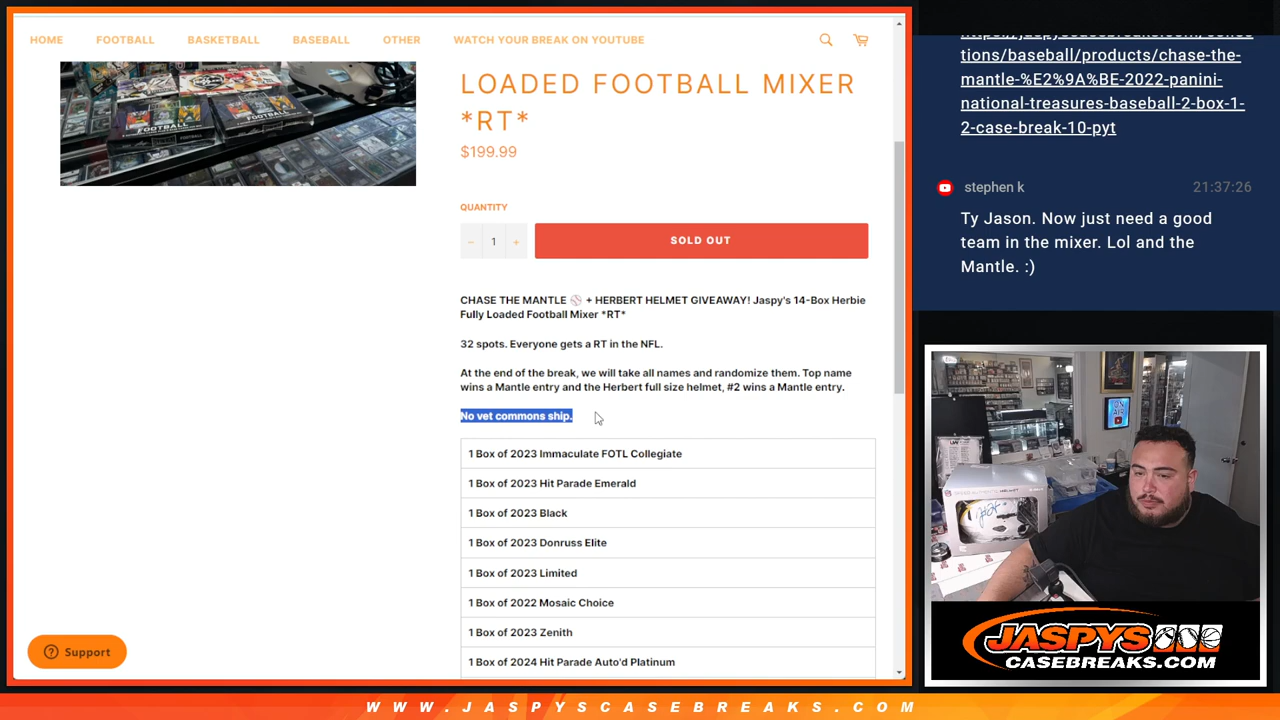 HOME FOOTBALL BASKETBALL BASEBALL OTHER WATCH YOUR BREAK ON YOUTUBE
FOOTBALL
FOOTBALL
LOADED FOOTBALL MIXER
*RT*
$199.99
QUANTITY
− 1 +
SOLD OUT
CHASE THE MANTLE ⚾ + HERBERT HELMET GIVEAWAY! Jaspy's 14-Box Herbie
Fully Loaded Football Mixer *RT*
32 spots. Everyone gets a RT in the NFL.
At the end of the break, we will take all names and randomize them. Top name
wins a Mantle entry and the Herbert full size helmet, #2 wins a Mantle entry.
No vet commons ship.
1 Box of 2023 Immaculate FOTL Collegiate
1 Box of 2023 Hit Parade Emerald
1 Box of 2023 Black
1 Box of 2023 Donruss Elite
1 Box of 2023 Limited
1 Box of 2022 Mosaic Choice
1 Box of 2023 Zenith
1 Box of 2024 Hit Parade Auto'd Platinum
Support
tions/baseball/products/chase-the-
mantle-%E2%9A%BE-2022-panini-
national-treasures-baseball-2-box-1-
2-case-break-10-pyt
stephen k 21:37:26
Ty Jason. Now just need a good
team in the mixer. Lol and the
Mantle. :)
ON
AIR
JASPYS
CASEBREAKS.COM
WWW.JASPYSCASEBREAKS.COM